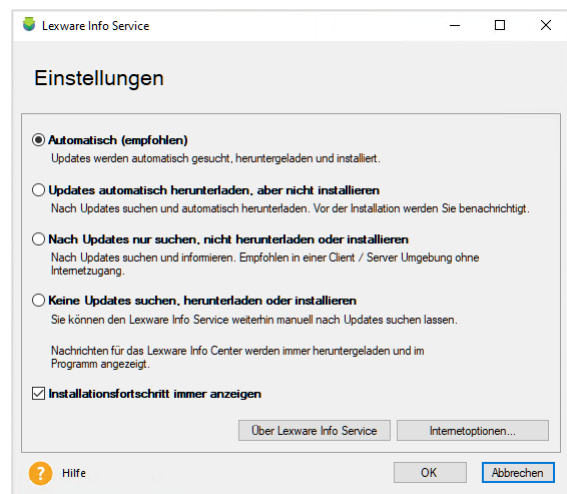 Lexware Info Service
Einstellungen
Automatisch (empfohlen)
Updates werden automatisch gesucht, heruntergeladen und installiert.
Updates automatisch herunterladen, aber nicht installieren
Nach Updates suchen und automatisch herunterladen. Vor der Installation werden Sie benachrichtigt.
Nach Updates nur suchen, nicht herunterladen oder installieren
Nach Updates suchen und informieren. Empfohlen in einer Client / Server Umgebung ohne
Internetzugang.
Keine Updates suchen, herunterladen oder installieren
Sie können den Lexware Info Service weiterhin manuell nach Updates suchen lassen.
Nachrichten für das Lexware Info Center werden immer heruntergeladen und im
Programm angezeigt.
Installationsfortschritt immer anzeigen
Über Lexware Info Service
Internetoptionen...
? Hilfe
OK
Abbrechen